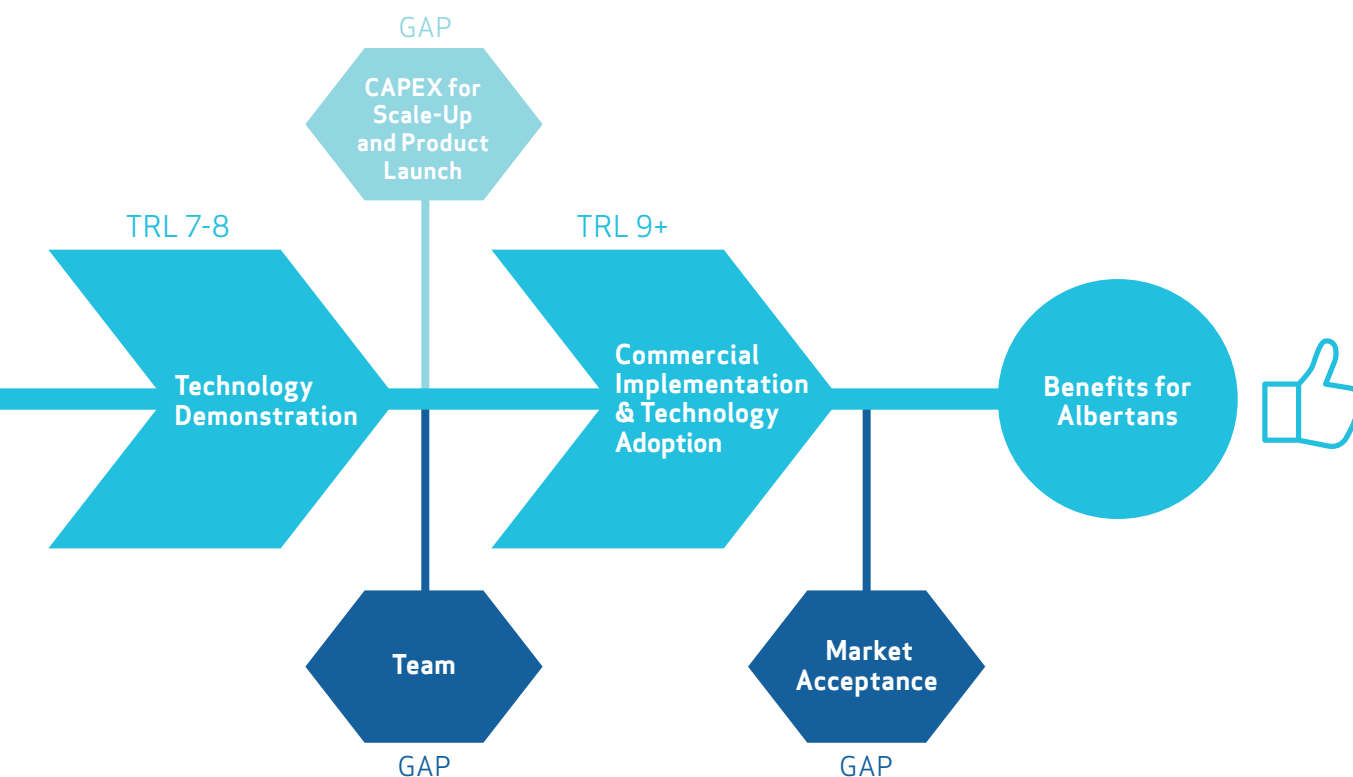 GAP
CAPEX for
Scale-Up
and Product
Launch
TRL 7-8
TRL 9+
Technology
Demonstration
Commercial
Implementation
& Technology
Adoption
Benefits for
Albertans
Team
GAP
Market
Acceptance
GAP